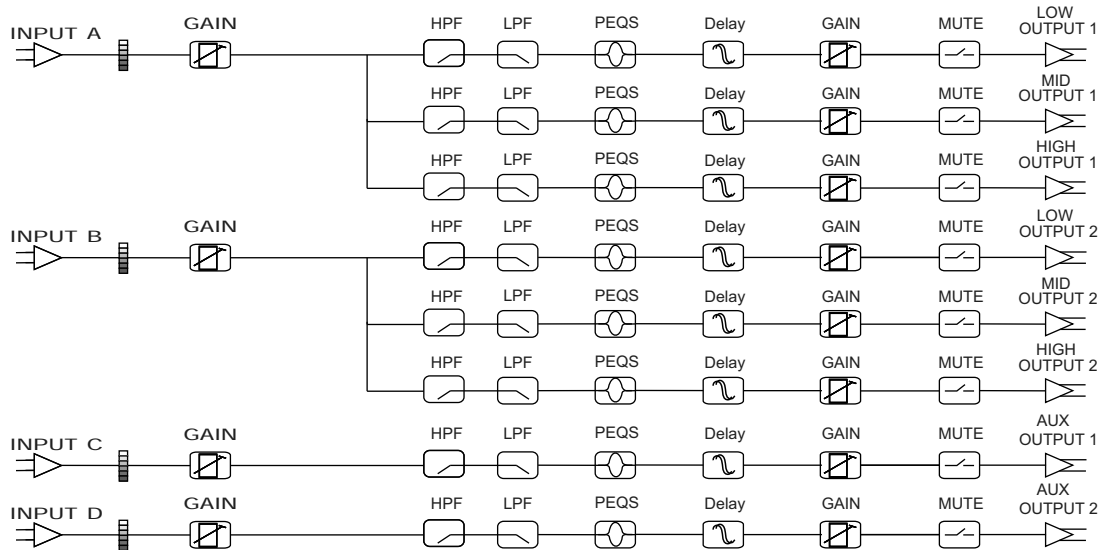 INPUT A
GAIN
HPF LPF PEQS Delay GAIN MUTE
LOW
OUTPUT 1
HPF LPF PEQS Delay GAIN MUTE
MID
OUTPUT 1
HPF LPF PEQS Delay GAIN MUTE
HIGH
OUTPUT 1
INPUT B
GAIN
HPF LPF PEQS Delay GAIN MUTE
LOW
OUTPUT 2
HPF LPF PEQS Delay GAIN MUTE
MID
OUTPUT 2
HPF LPF PEQS Delay GAIN MUTE
HIGH
OUTPUT 2
INPUT C
GAIN
HPF LPF PEQS Delay GAIN MUTE
AUX
OUTPUT 1
INPUT D
GAIN
HPF LPF PEQS Delay GAIN MUTE
AUX
OUTPUT 2